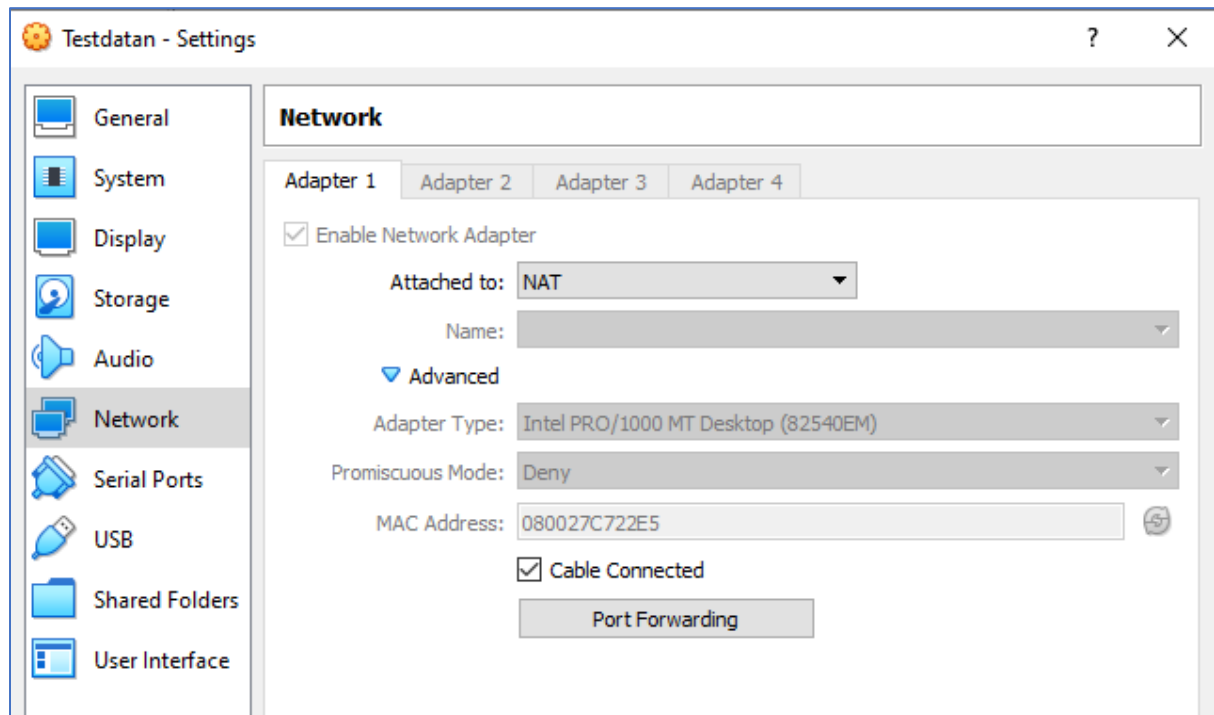 Testdatan - Settings
?
General
System
Display
Storage
Audio
Network
Serial Ports
USB
Shared Folders
User Interface
Network
Adapter 1
Adapter 2
Adapter 3
Adapter 4
Enable Network Adapter
Attached to: NAT
Name:
Advanced
Adapter Type: Intel PRO/1000 MT Desktop (82540EM)
Promiscuous Mode: Deny
MAC Address: 080027C722E5
Cable Connected
Port Forwarding